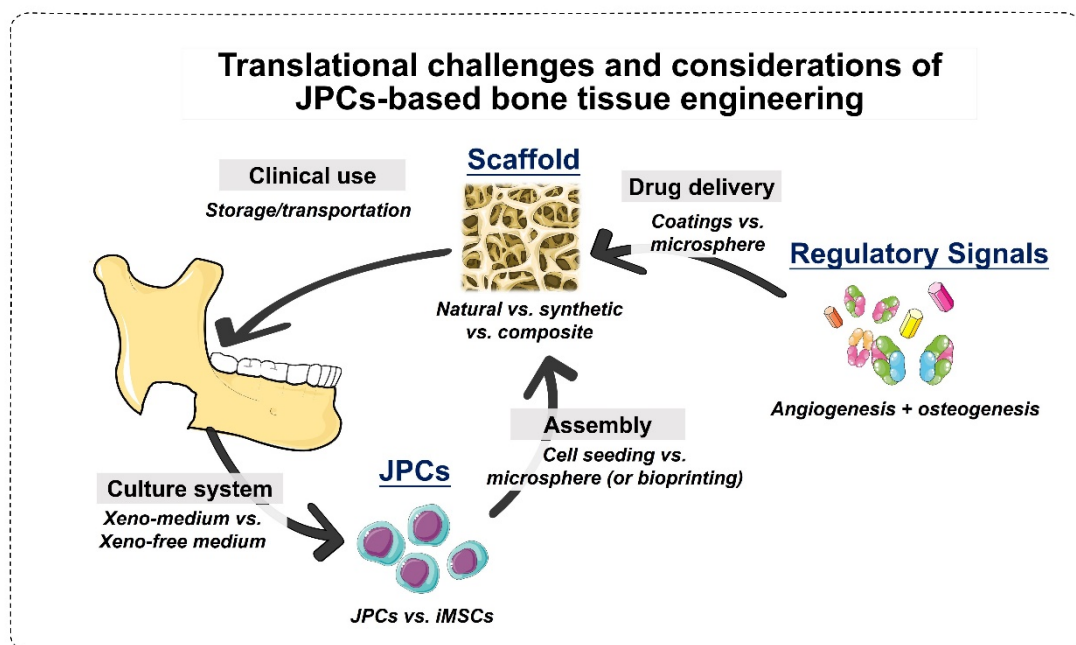 Translational challenges and considerations of
JPCs-based bone tissue engineering
Scaffold
Clinical use
Storage/transportation
Drug delivery
Coatings vs.
microsphere
Regulatory Signals
Natural vs. synthetic
vs. composite
Angiogenesis + osteogenesis
Assembly
Cell seeding vs.
microsphere (or bioprinting)
JPCs
Culture system
Xeno-medium vs.
Xeno-free medium
JPCs vs. iMSCs